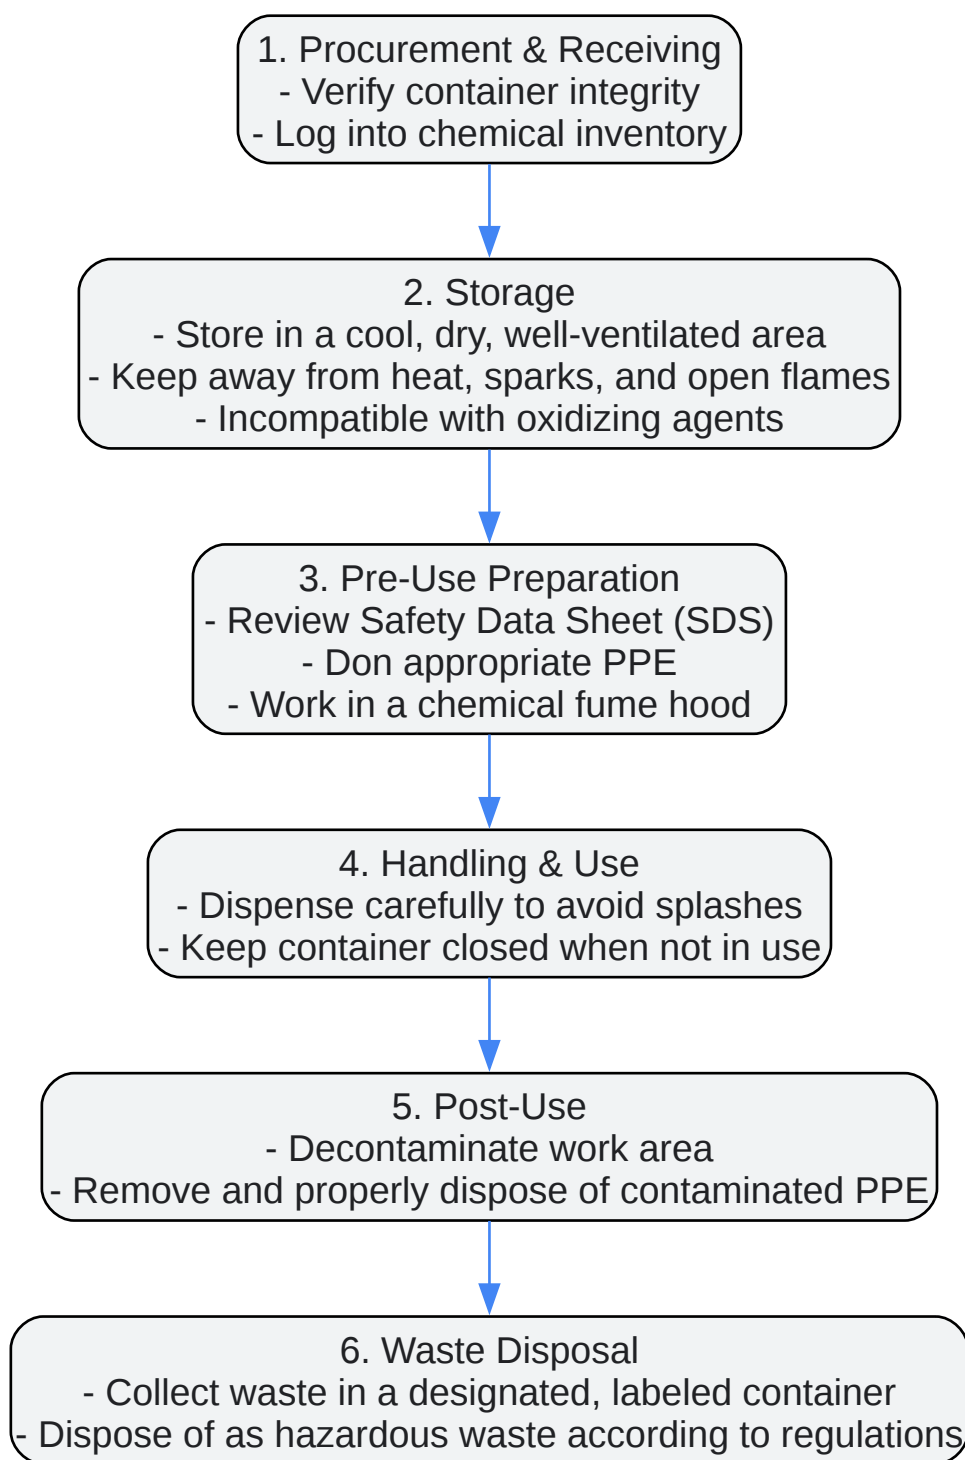 1. Procurement & Receiving
- Verify container integrity
- Log into chemical inventory
2. Storage
- Store in a cool, dry, well-ventilated area
- Keep away from heat, sparks, and open flames
- Incompatible with oxidizing agents
3. Pre-Use Preparation
- Review Safety Data Sheet (SDS)
- Don appropriate PPE
- Work in a chemical fume hood
4. Handling & Use
- Dispense carefully to avoid splashes
- Keep container closed when not in use
5. Post-Use
- Decontaminate work area
- Remove and properly dispose of contaminated PPE
6. Waste Disposal
- Collect waste in a designated, labeled container
- Dispose of as hazardous waste according to regulations